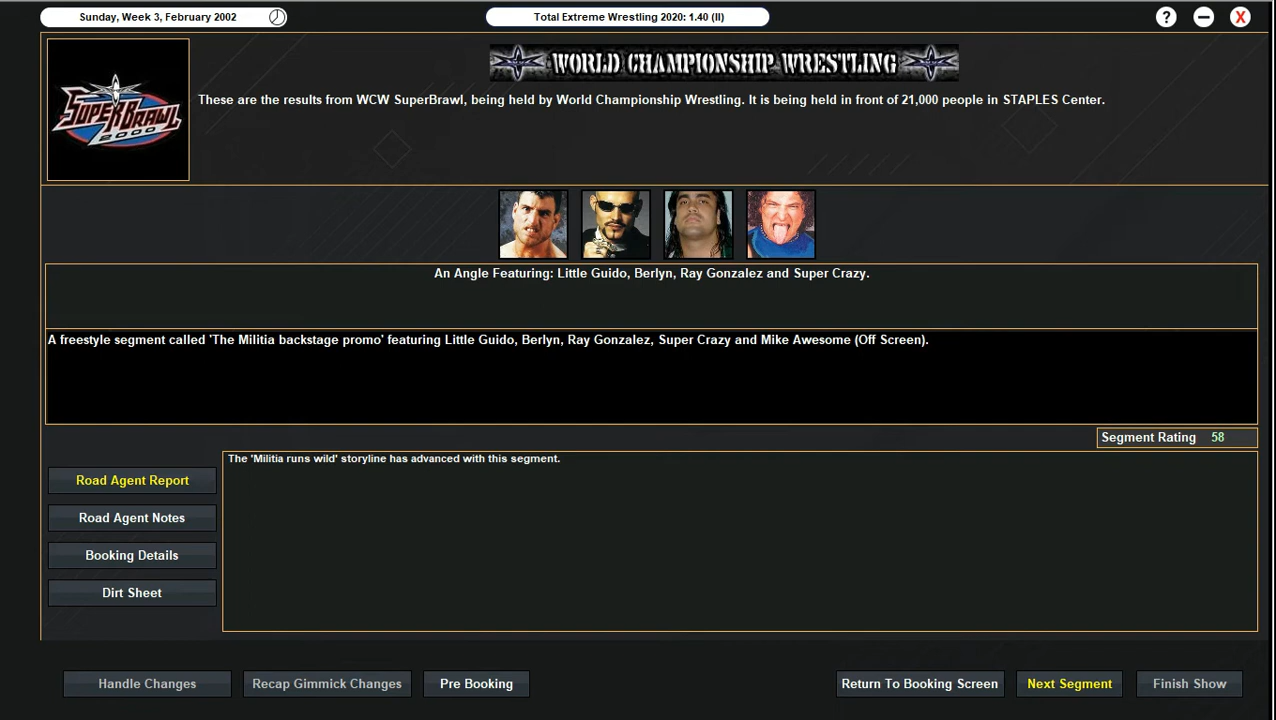 Sunday, Week 3, February 2002
Total Extreme Wrestling 2020: 1.40 (II)
? X
WORLD CHAMPIONSHIP WRESTLING
SUPERBRAWL
2000
These are the results from WCW SuperBrawl, being held by World Championship Wrestling. It is being held in front of 21,000 people in STAPLES Center.
An Angle Featuring: Little Guido, Berlyn, Ray Gonzalez and Super Crazy.
A freestyle segment called 'The Militia backstage promo' featuring Little Guido, Berlyn, Ray Gonzalez, Super Crazy and Mike Awesome (Off Screen).
Segment Rating 58
The 'Militia runs wild' storyline has advanced with this segment.
Road Agent Report
Road Agent Notes
Booking Details
Dirt Sheet
Handle Changes
Recap Gimmick Changes
Pre Booking
Return To Booking Screen
Next Segment
Finish Show